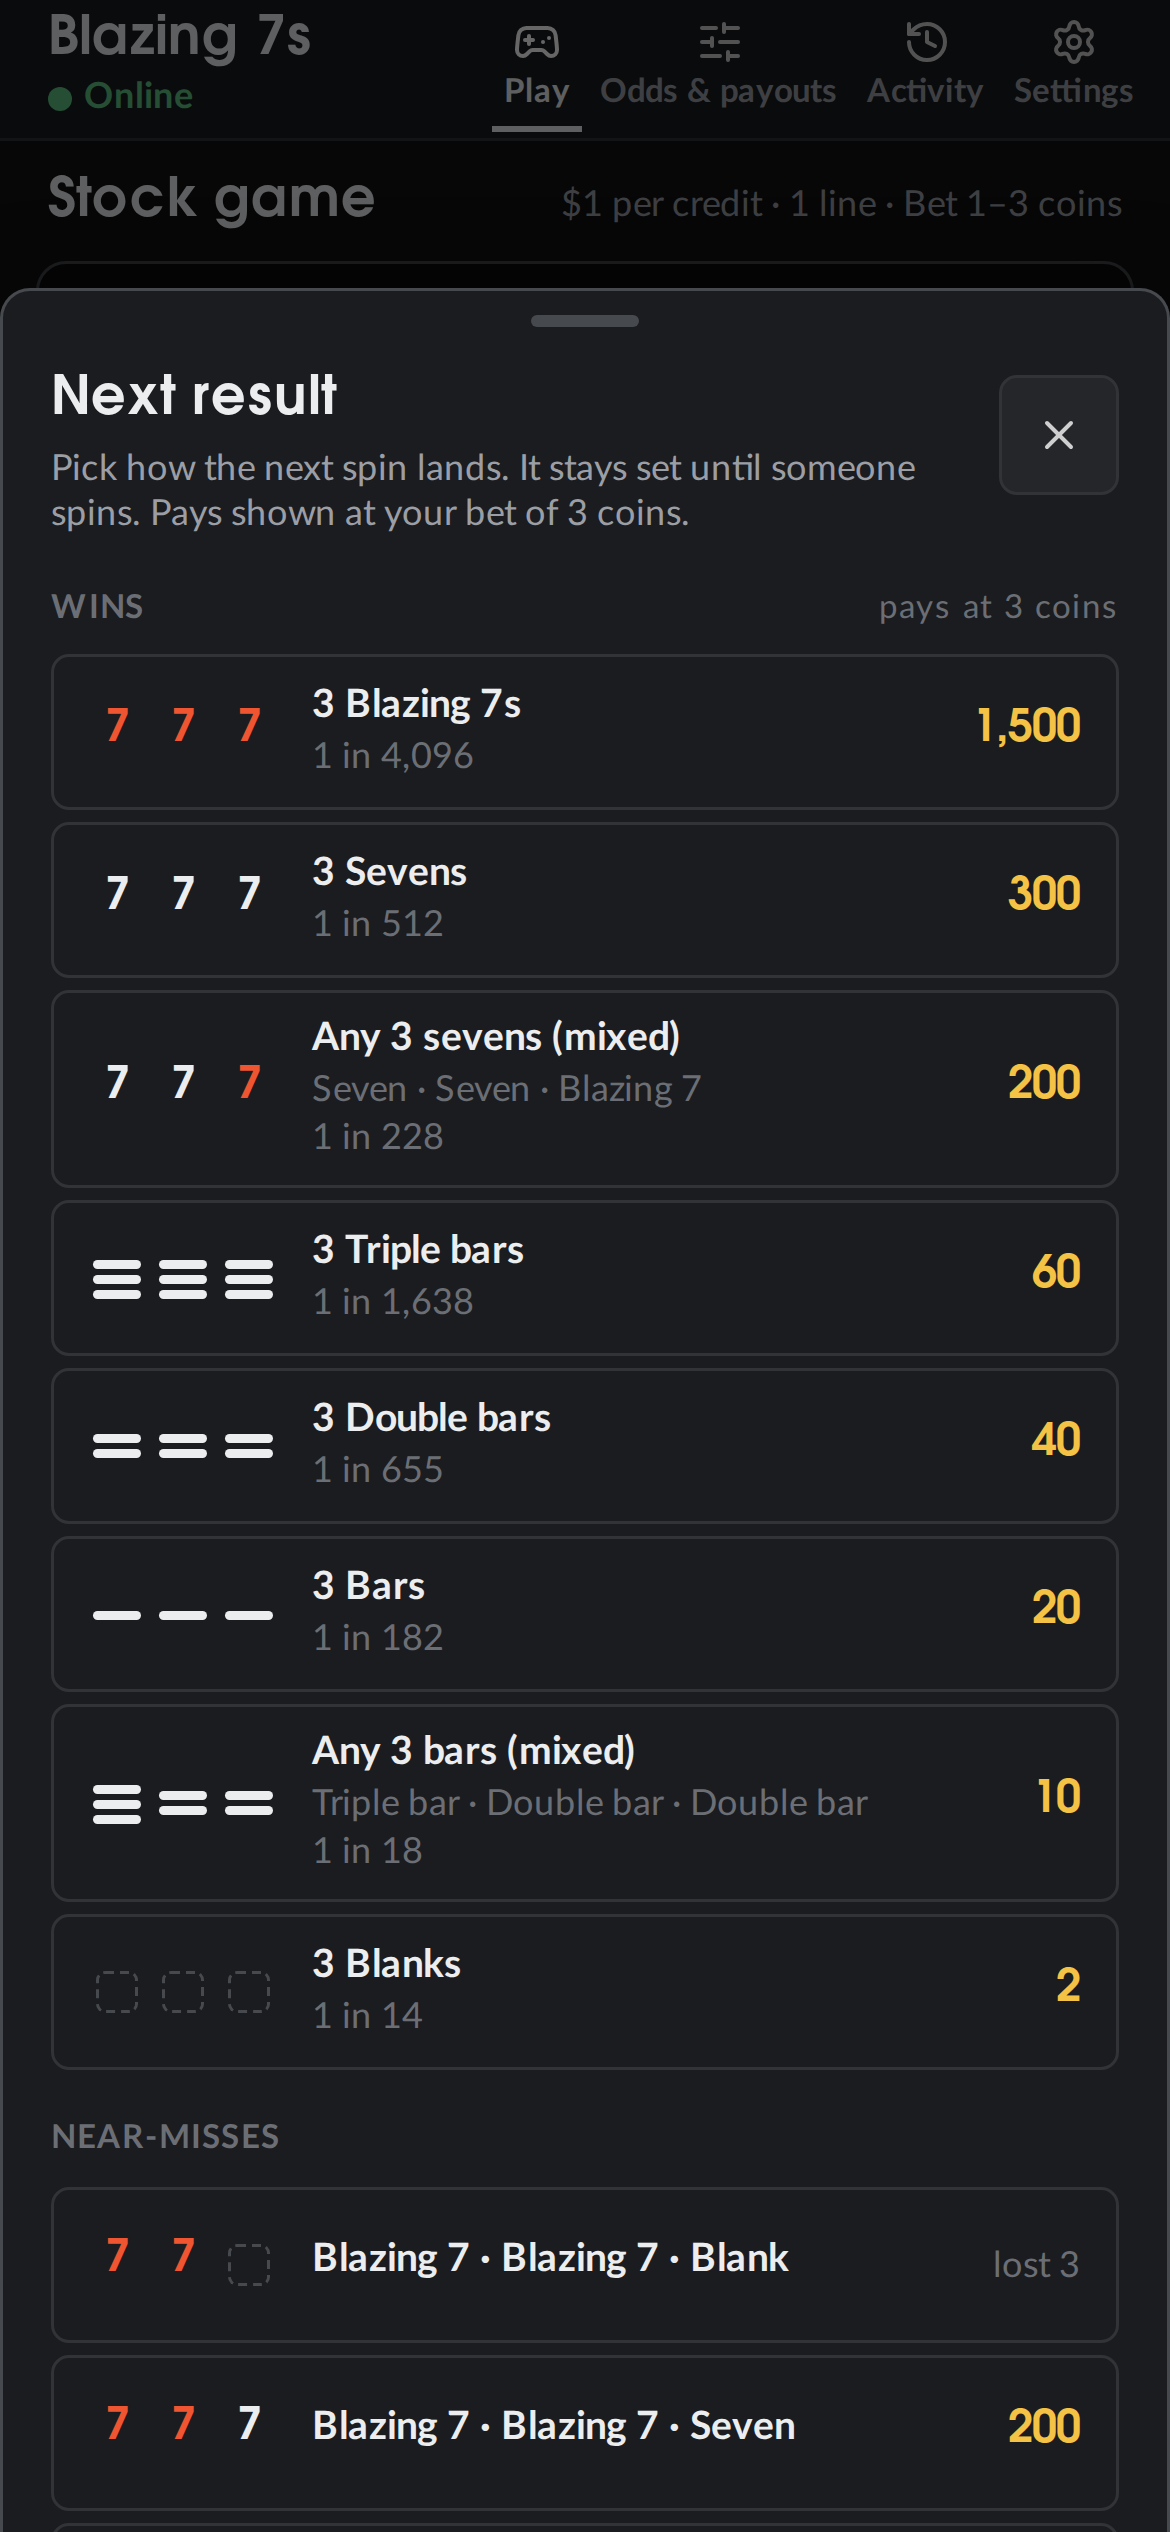 Blazing 7s
Online
Play
Odds & payouts
Activity
Settings
Stock game
$1 per credit · 1 line · Bet 1–3 coins
Next result
Pick how the next spin lands. It stays set until someone
spins. Pays shown at your bet of 3 coins.
WINS
pays at 3 coins
7 7 7
3 Blazing 7s
1 in 4,096
1,500
7 7 7
3 Sevens
1 in 512
300
7 7 7
Any 3 sevens (mixed)
Seven · Seven · Blazing 7
1 in 228
200
3 Triple bars
1 in 1,638
60
3 Double bars
1 in 655
40
3 Bars
1 in 182
20
Any 3 bars (mixed)
Triple bar · Double bar · Double bar
1 in 18
10
3 Blanks
1 in 14
2
NEAR-MISSES
7 7
Blazing 7 · Blazing 7 · Blank
lost 3
7 7 7
Blazing 7 · Blazing 7 · Seven
200